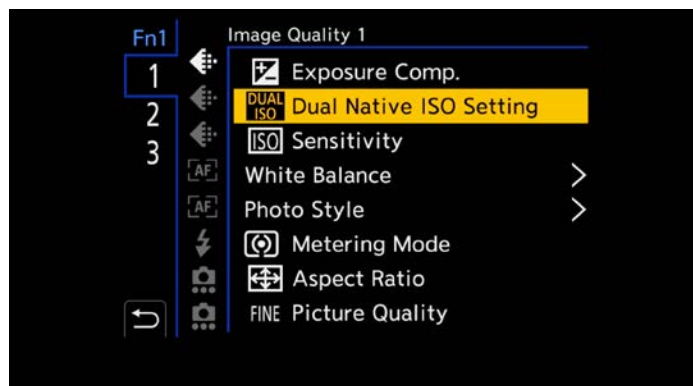 Fn1
1
2
3
Image Quality 1
Exposure Comp.
DUAL ISO Dual Native ISO Setting
ISO Sensitivity
White Balance
AF
Photo Style
AF
Metering Mode
Aspect Ratio
FINE Picture Quality